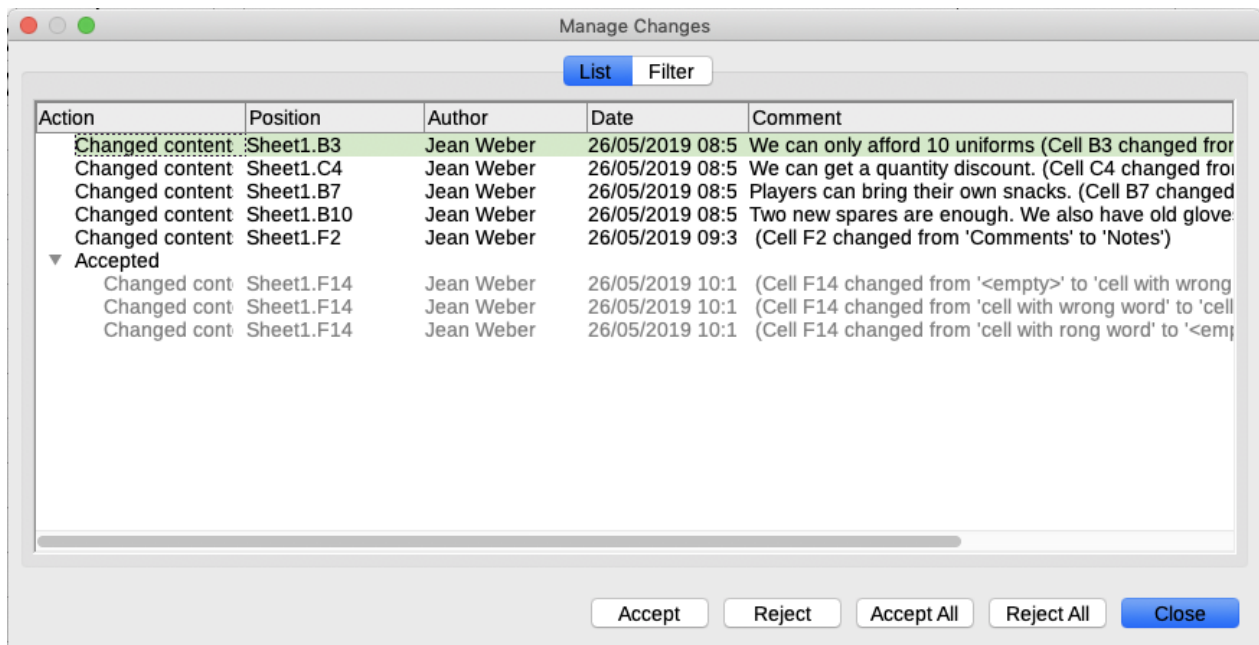 Manage Changes
List Filter
Action Position Author Date Comment
Changed content Sheet1.B3 Jean Weber 26/05/2019 08:5 We can only afford 10 uniforms (Cell B3 changed from
Changed content Sheet1.C4 Jean Weber 26/05/2019 08:5 We can get a quantity discount. (Cell C4 changed from
Changed content Sheet1.B7 Jean Weber 26/05/2019 08:5 Players can bring their own snacks. (Cell B7 changed
Changed content Sheet1.B10 Jean Weber 26/05/2019 08:5 Two new spares are enough. We also have old glove
Changed content Sheet1.F2 Jean Weber 26/05/2019 09:3 (Cell F2 changed from 'Comments' to 'Notes')
Accepted
Changed cont Sheet1.F14 Jean Weber 26/05/2019 10:1 (Cell F14 changed from '<empty>' to 'cell with wrong
Changed cont Sheet1.F14 Jean Weber 26/05/2019 10:1 (Cell F14 changed from 'cell with wrong word' to 'cell
Changed cont Sheet1.F14 Jean Weber 26/05/2019 10:1 (Cell F14 changed from 'cell with rong word' to '<emp
Accept Reject Accept All Reject All Close